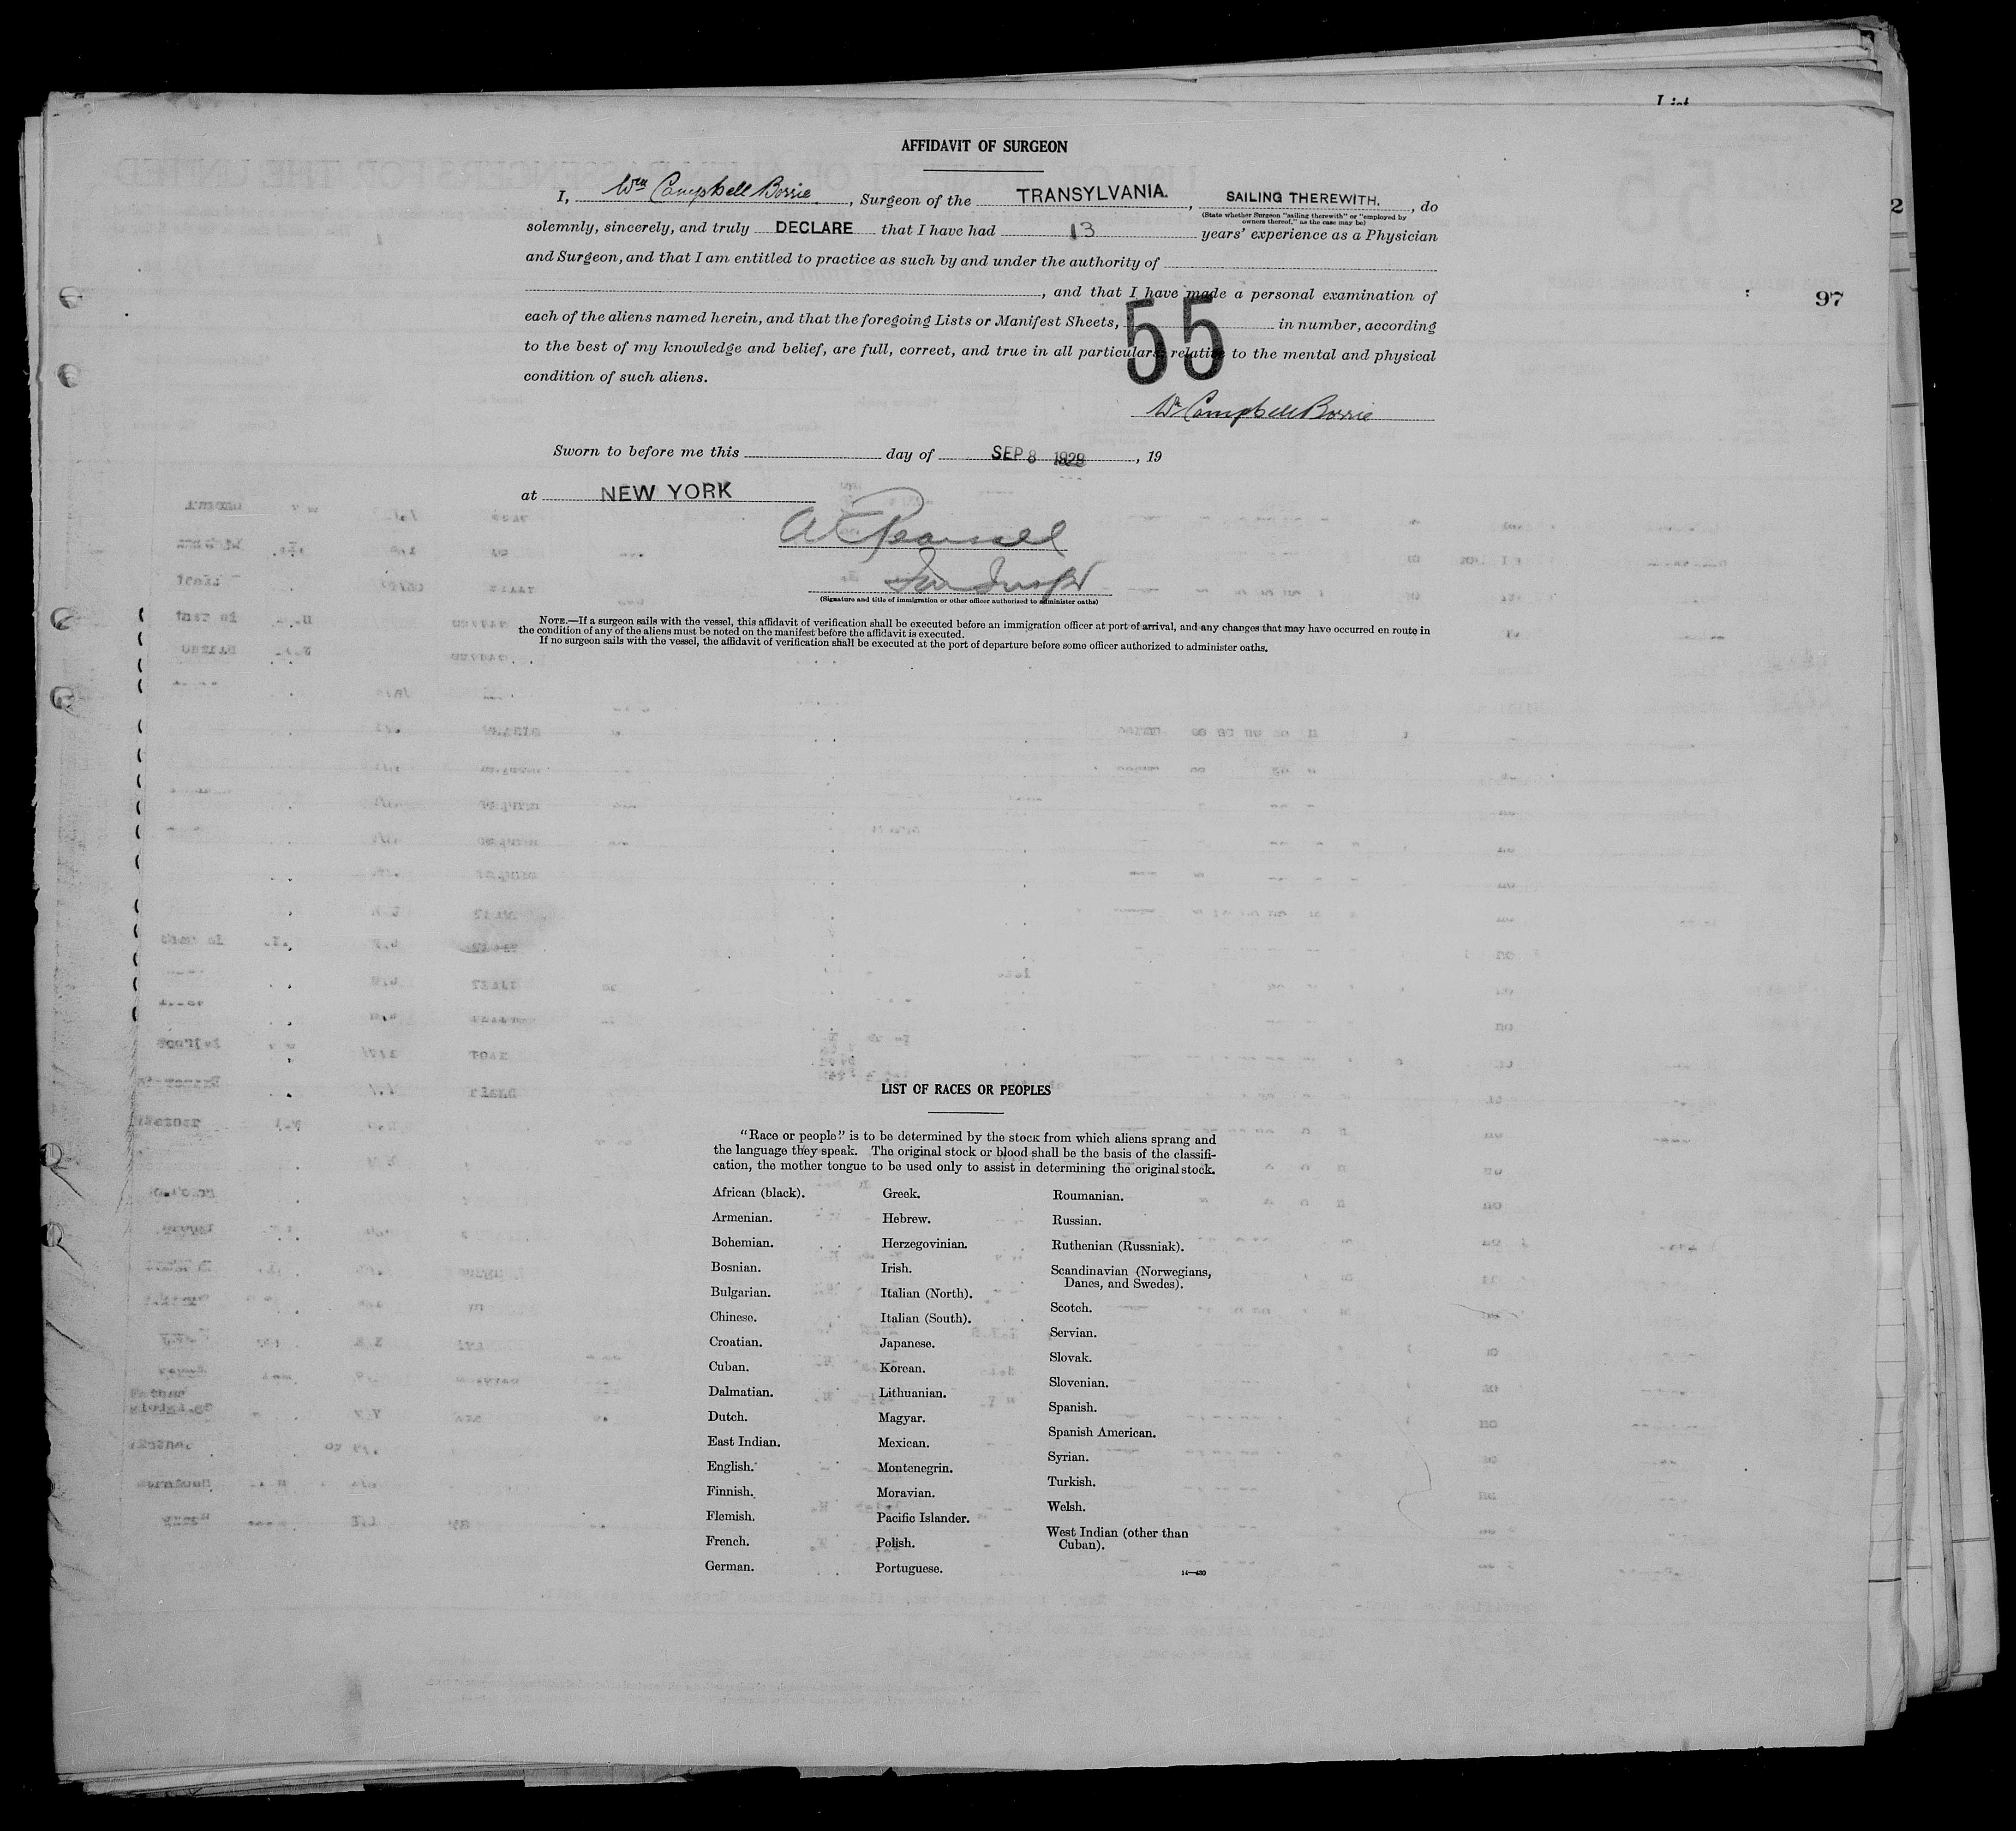 AFFIDAVIT OF SURGEON
I, Wm Campbell Borrie, Surgeon of the TRANSYLVANIA., SAILING THEREWITH., do
(State whether Surgeon "sailing therewith" or "employed by
owners thereof," as the case may be)
solemnly, sincerely, and truly DECLARE that I have had 13 years' experience as a Physician
and Surgeon, and that I am entitled to practice as such by and under the authority of
, and that I have made a personal examination of
each of the aliens named herein, and that the foregoing Lists or Manifest Sheets, 55 in number, according
to the best of my knowledge and belief, are full, correct, and true in all particulars relative to the mental and physical
condition of such aliens.
Wm Campbell Borrie
Sworn to before me this day of SEP 8 1929, 19
at NEW YORK
A Pearsall
Imm Inspr
(Signature and title of immigration or other officer authorized to administer oaths)
NOTE.—If a surgeon sails with the vessel, this affidavit of verification shall be executed before an immigration officer at port of arrival, and any changes that may have occurred en route in
the condition of any of the aliens must be noted on the manifest before the affidavit is executed.
If no surgeon sails with the vessel, the affidavit of verification shall be executed at the port of departure before some officer authorized to administer oaths.
2
97
LIST OF RACES OR PEOPLES
"Race or people" is to be determined by the stock from which aliens sprang and
the language they speak. The original stock or blood shall be the basis of the classifi-
cation, the mother tongue to be used only to assist in determining the original stock.
African (black).
Armenian.
Bohemian.
Bosnian.
Bulgarian.
Chinese.
Croatian.
Cuban.
Dalmatian.
Dutch.
East Indian.
English.
Finnish.
Flemish.
French.
German.
Greek.
Hebrew.
Herzegovinian.
Irish.
Italian (North).
Italian (South).
Japanese.
Korean.
Lithuanian.
Magyar.
Mexican.
Montenegrin.
Moravian.
Pacific Islander.
Polish.
Portuguese.
Roumanian.
Russian.
Ruthenian (Russniak).
Scandinavian (Norwegians,
Danes, and Swedes).
Scotch.
Servian.
Slovak.
Slovenian.
Spanish.
Spanish American.
Syrian.
Turkish.
Welsh.
West Indian (other than
Cuban).
14—430